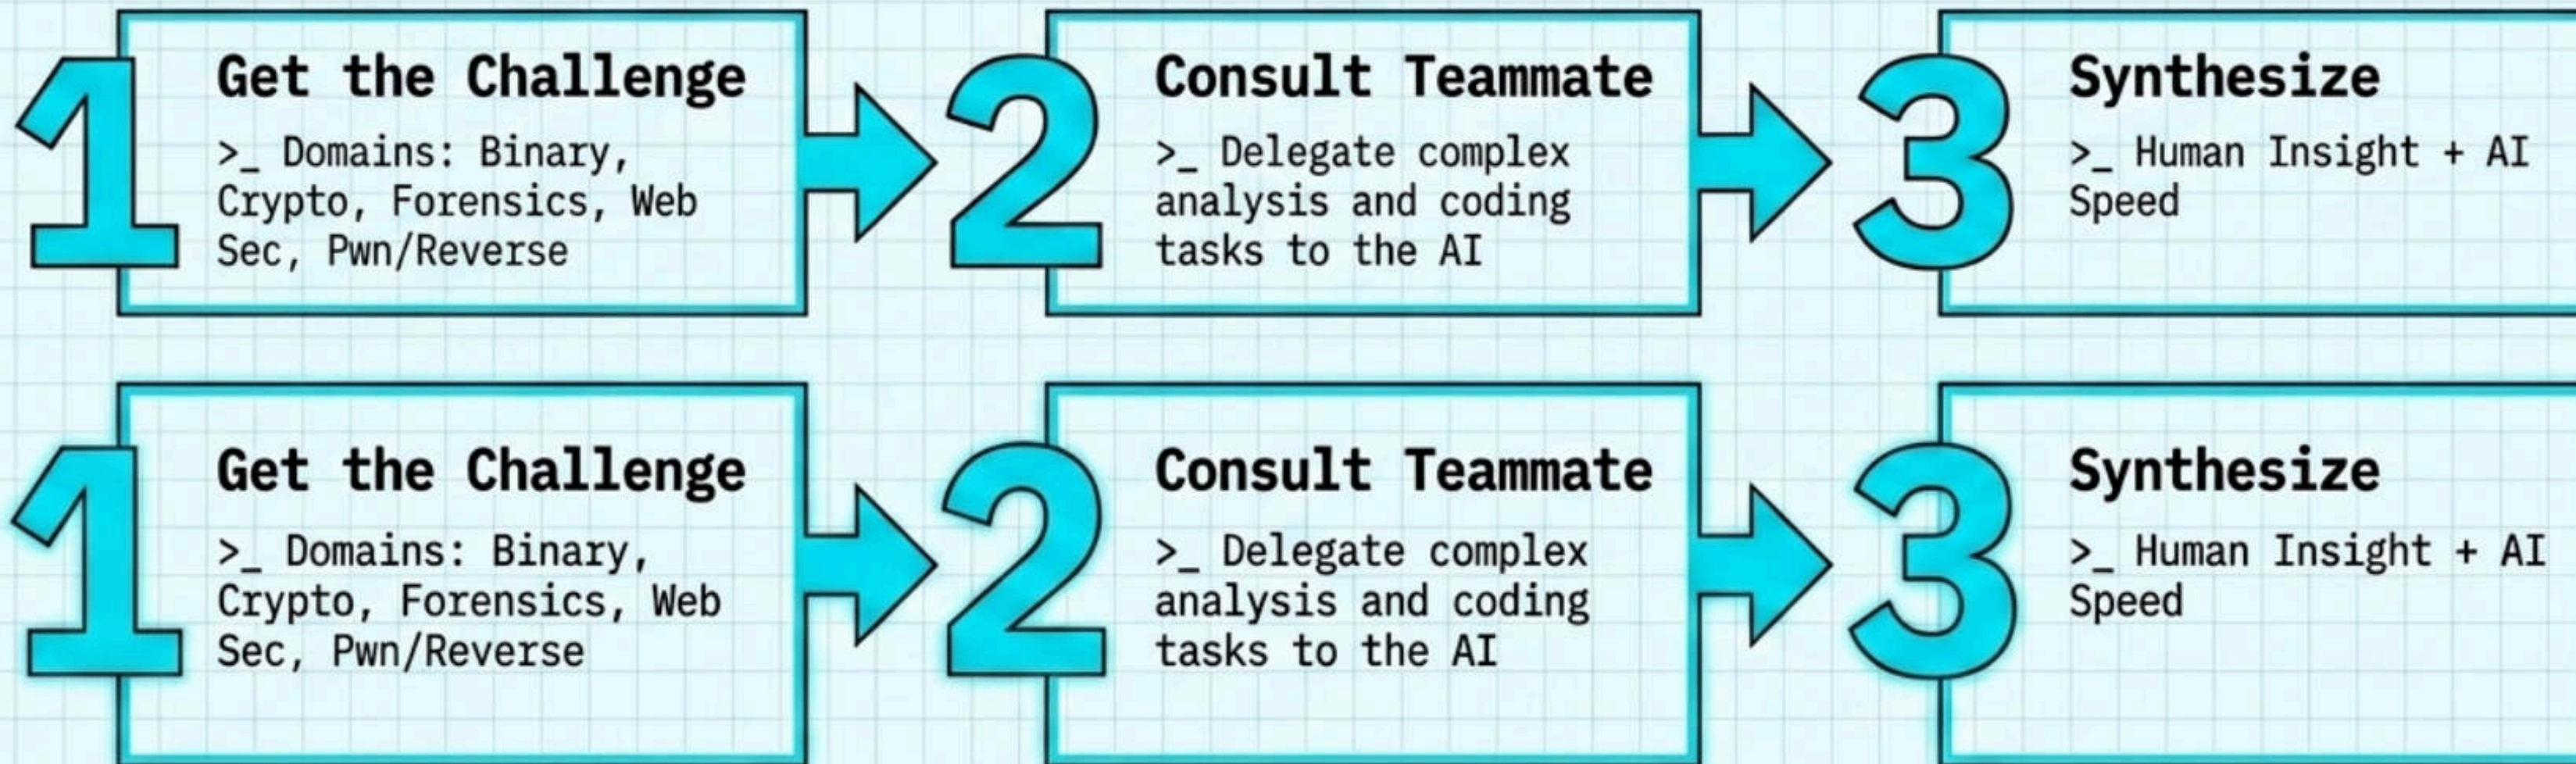 1
Get the Challenge
>_ Domains: Binary,
Crypto, Forensics, Web
Sec, Pwn/Reverse
2
Consult Teammate
>_ Delegate complex
analysis and coding
tasks to the AI
3
Synthesize
>_ Human Insight + AI
Speed
1
Get the Challenge
>_ Domains: Binary,
Crypto, Forensics, Web
Sec, Pwn/Reverse
2
Consult Teammate
>_ Delegate complex
analysis and coding
tasks to the AI
3
Synthesize
>_ Human Insight + AI
Speed